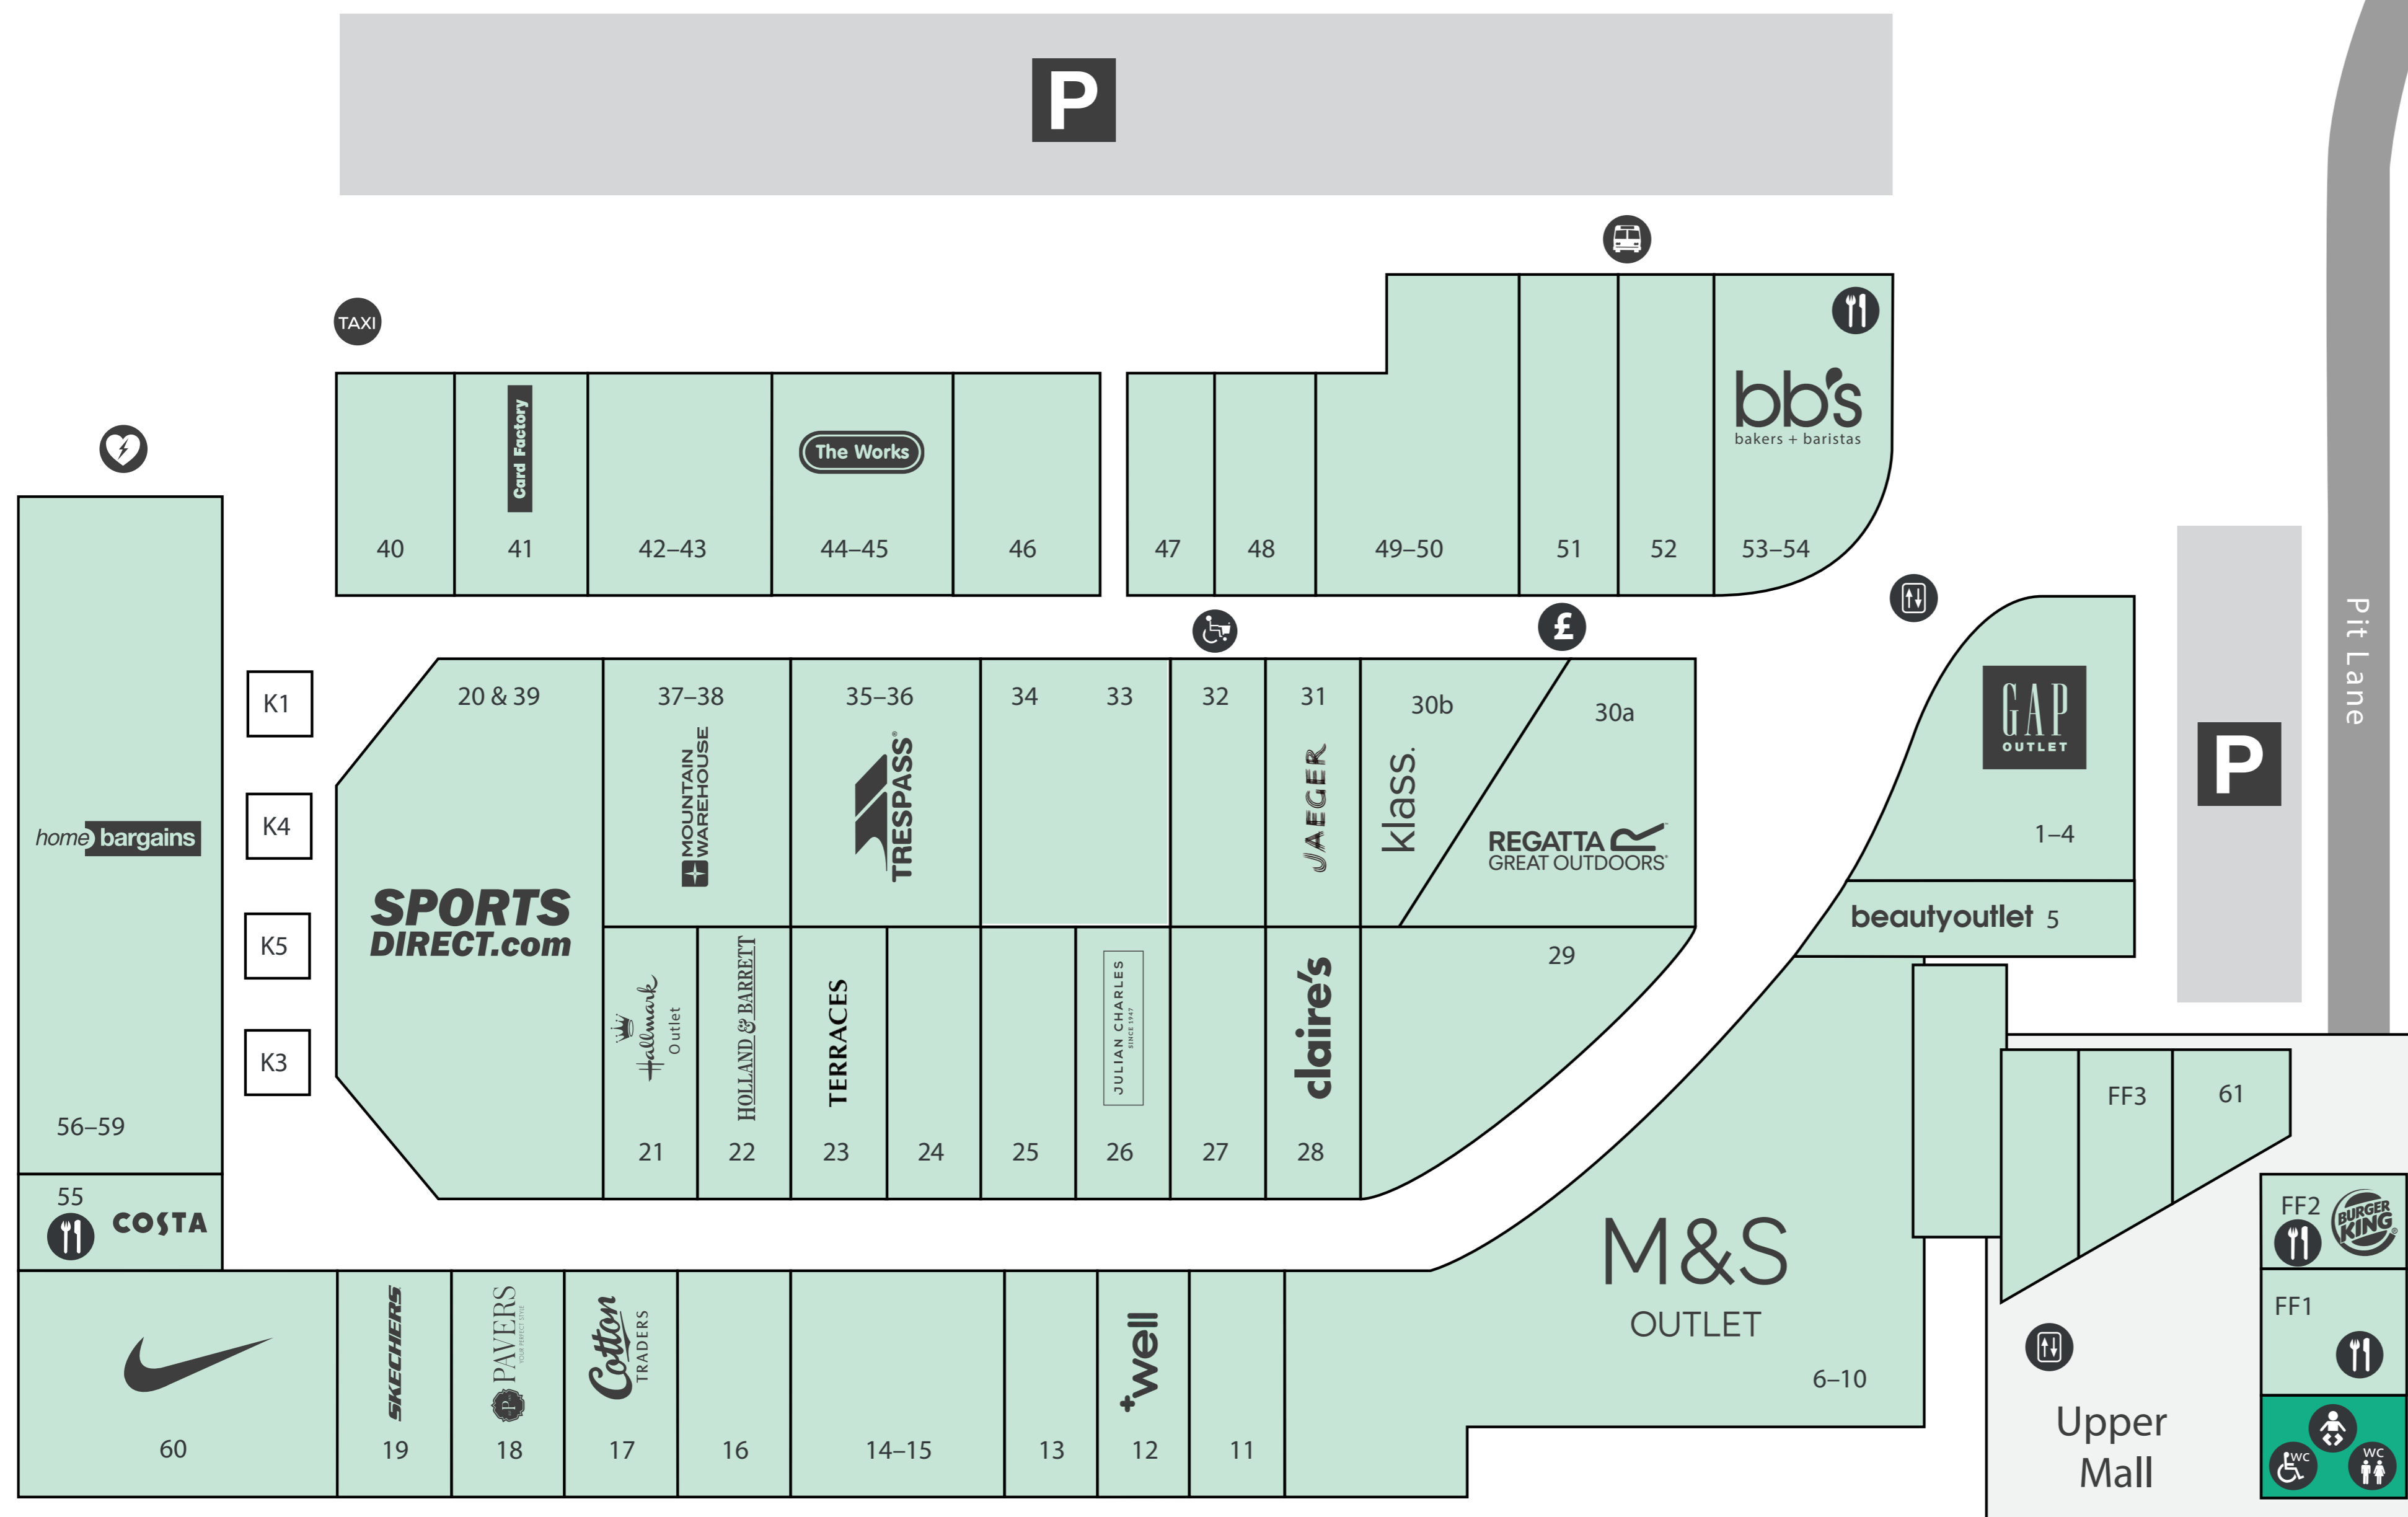 P
TAXI
bb's
bakers + baristas
Card Factory
The Works
40
41
42–43
44–45
46
47
48
49–50
51
52
53–54
Pit Lane
£
K1
K4
K5
K3
home bargains
56–59
55
COSTA
20 & 39
SPORTS
DIRECT.com
37–38
MOUNTAIN
WAREHOUSE
35–36
TRESPASS®
34
33
32
31
JAEGER
30b
klass.
30a
REGATTA
GREAT OUTDOORS
GAP
OUTLET
1–4
P
beautyoutlet 5
Hallmark
Outlet
21
HOLLAND & BARRETT
22
TERRACES
23
24
25
JULIAN CHARLES
SINCE 1947
26
27
claire's
28
29
FF3
61
FF2
BURGER
KING®
FF1
M&S
OUTLET
6–10
60
SKECHERS
19
P
PAVERS
YOUR PERFECT STYLE
18
Cotton
TRADERS
17
16
14–15
13
+well
12
11
Upper
Mall
WC
WC